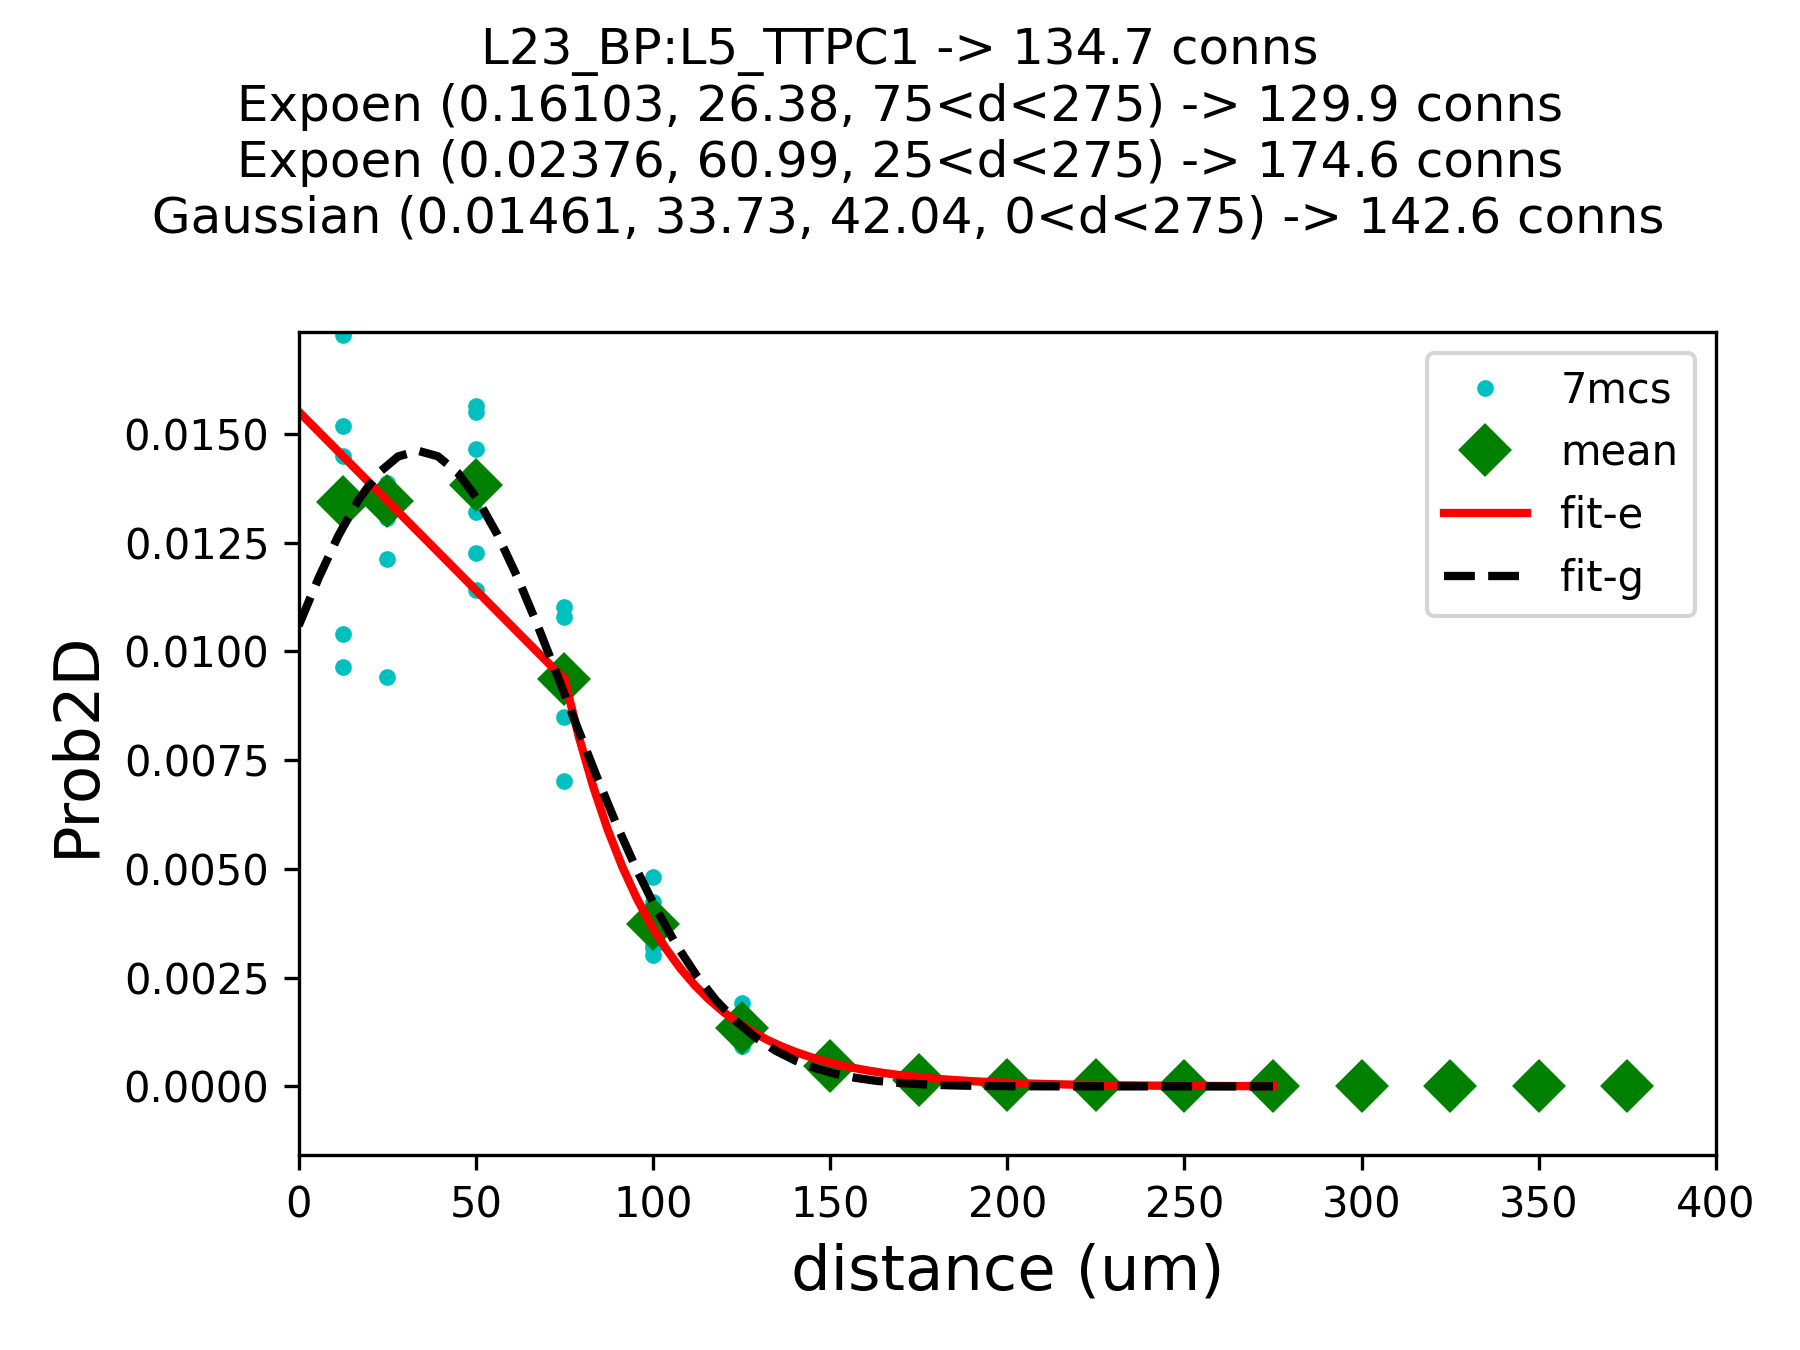 L23_BP:L5_TTPC1 -> 134.7 conns
Expoen (0.16103, 26.38, 75<d<275) -> 129.9 conns
Expoen (0.02376, 60.99, 25<d<275) -> 174.6 conns
Gaussian (0.01461, 33.73, 42.04, 0<d<275) -> 142.6 conns
7mcs
mean
fit-e
fit-g
Prob2D
0.0150
0.0125
0.0100
0.0075
0.0050
0.0025
0.0000
0 50 100 150 200 250 300 350 400
distance (um)